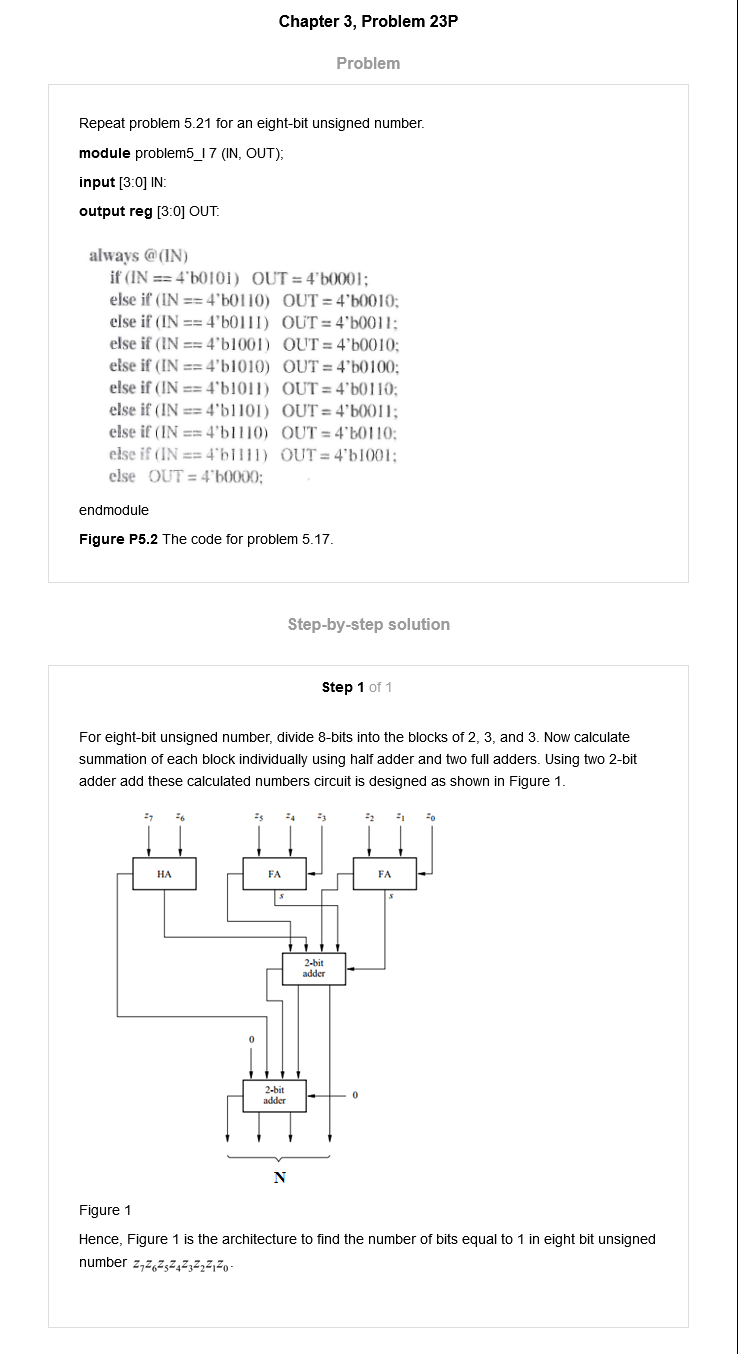 Chapter 3, Problem 23P
Problem
Repeat problem 5.21 for an eight-bit unsigned number.
module problem5_I 7 (IN, OUT);
input [3:0] IN:
output reg [3:0] OUT:
always @(IN)
if (IN == 4'b0101) OUT = 4'b0001;
else if (IN == 4'b0110) OUT = 4'b0010;
else if (IN == 4'b0111) OUT = 4'b0011;
else if (IN == 4'b1001) OUT = 4'b0010;
else if (IN == 4'b1010) OUT = 4'b0100;
else if (IN == 4'b1011) OUT = 4'b0110;
else if (IN == 4'b1101) OUT = 4'b0011;
else if (IN == 4'b1110) OUT = 4'b0110;
else if (IN == 4'b1111) OUT = 4'b1001;
else OUT = 4'b0000;
endmodule
Figure P5.2 The code for problem 5.17.
Step-by-step solution
Step 1 of 1
For eight-bit unsigned number, divide 8-bits into the blocks of 2, 3, and 3. Now calculate
summation of each block individually using half adder and two full adders. Using two 2-bit
adder add these calculated numbers circuit is designed as shown in Figure 1.
z₇ z₆ z₅ z₄ z₃ z₂ z₁ z₀
HA FA FA
s s
2-bit
adder
0
2-bit
adder
0
N
Figure 1
Hence, Figure 1 is the architecture to find the number of bits equal to 1 in eight bit unsigned
number z₇z₆z₅z₄z₃z₂z₁z₀.